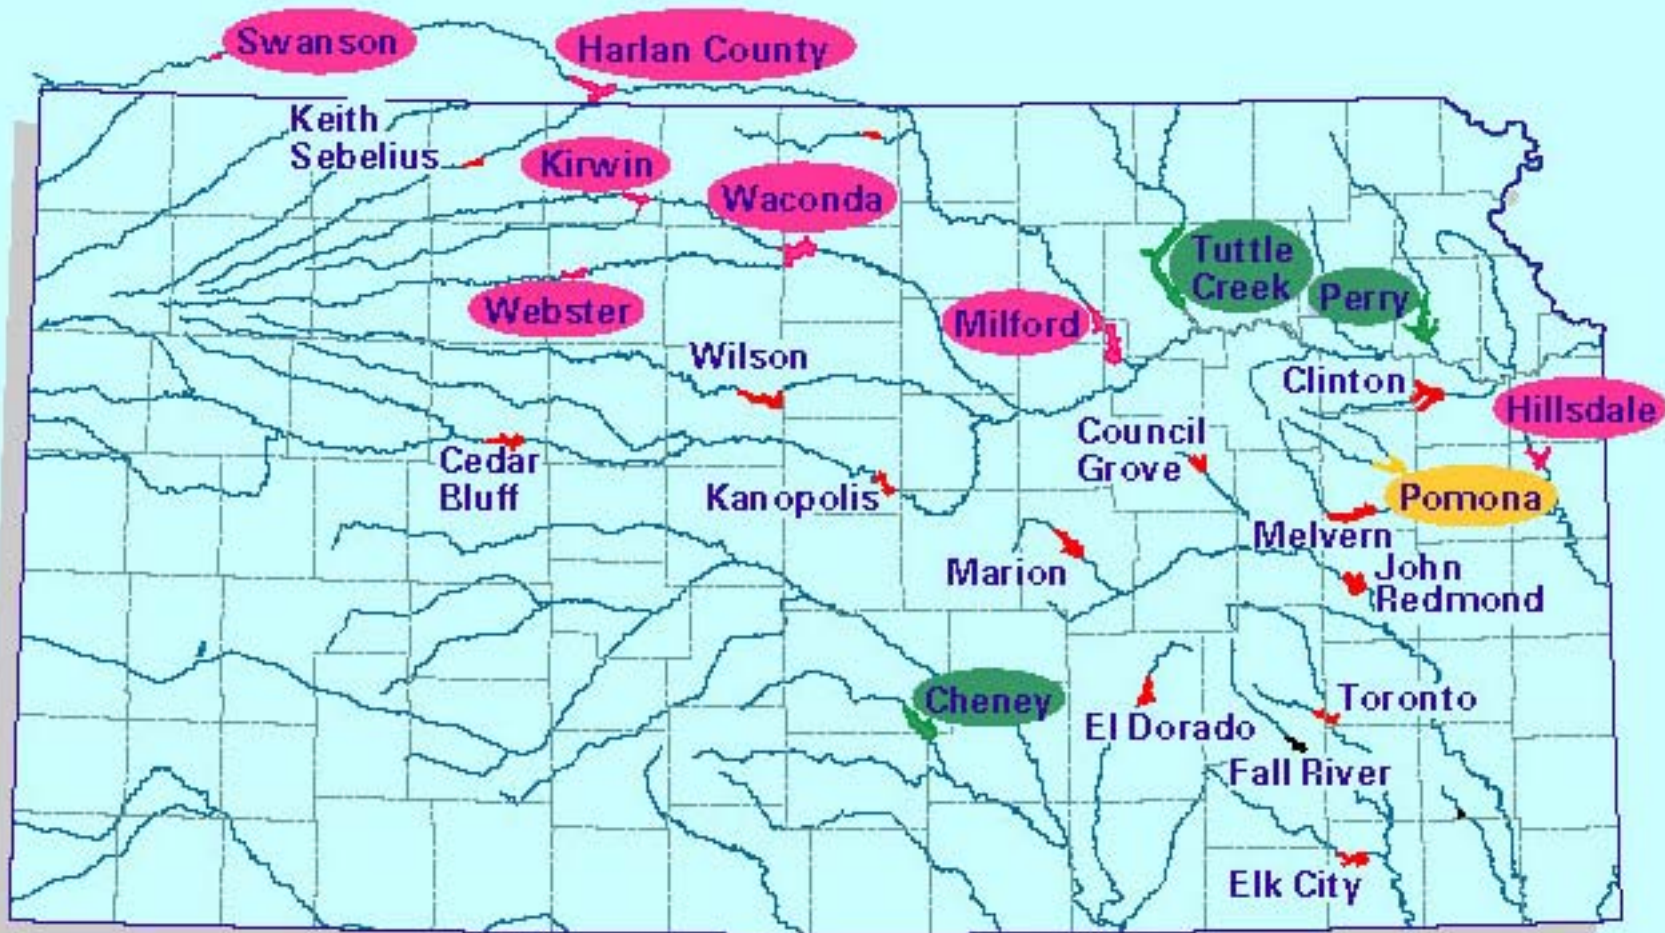 Swanson
Harlan County
Keith
Sebelius
Kirwin
Waconda
Tuttle
Creek
Perry
Webster
Milford
Wilson
Clinton
Hillsdale
Council
Grove
Cedar
Bluff
Kanopolis
Pomona
Melvern
Marion
John
Redmond
Cheney
El Dorado
Toronto
Fall River
Elk City